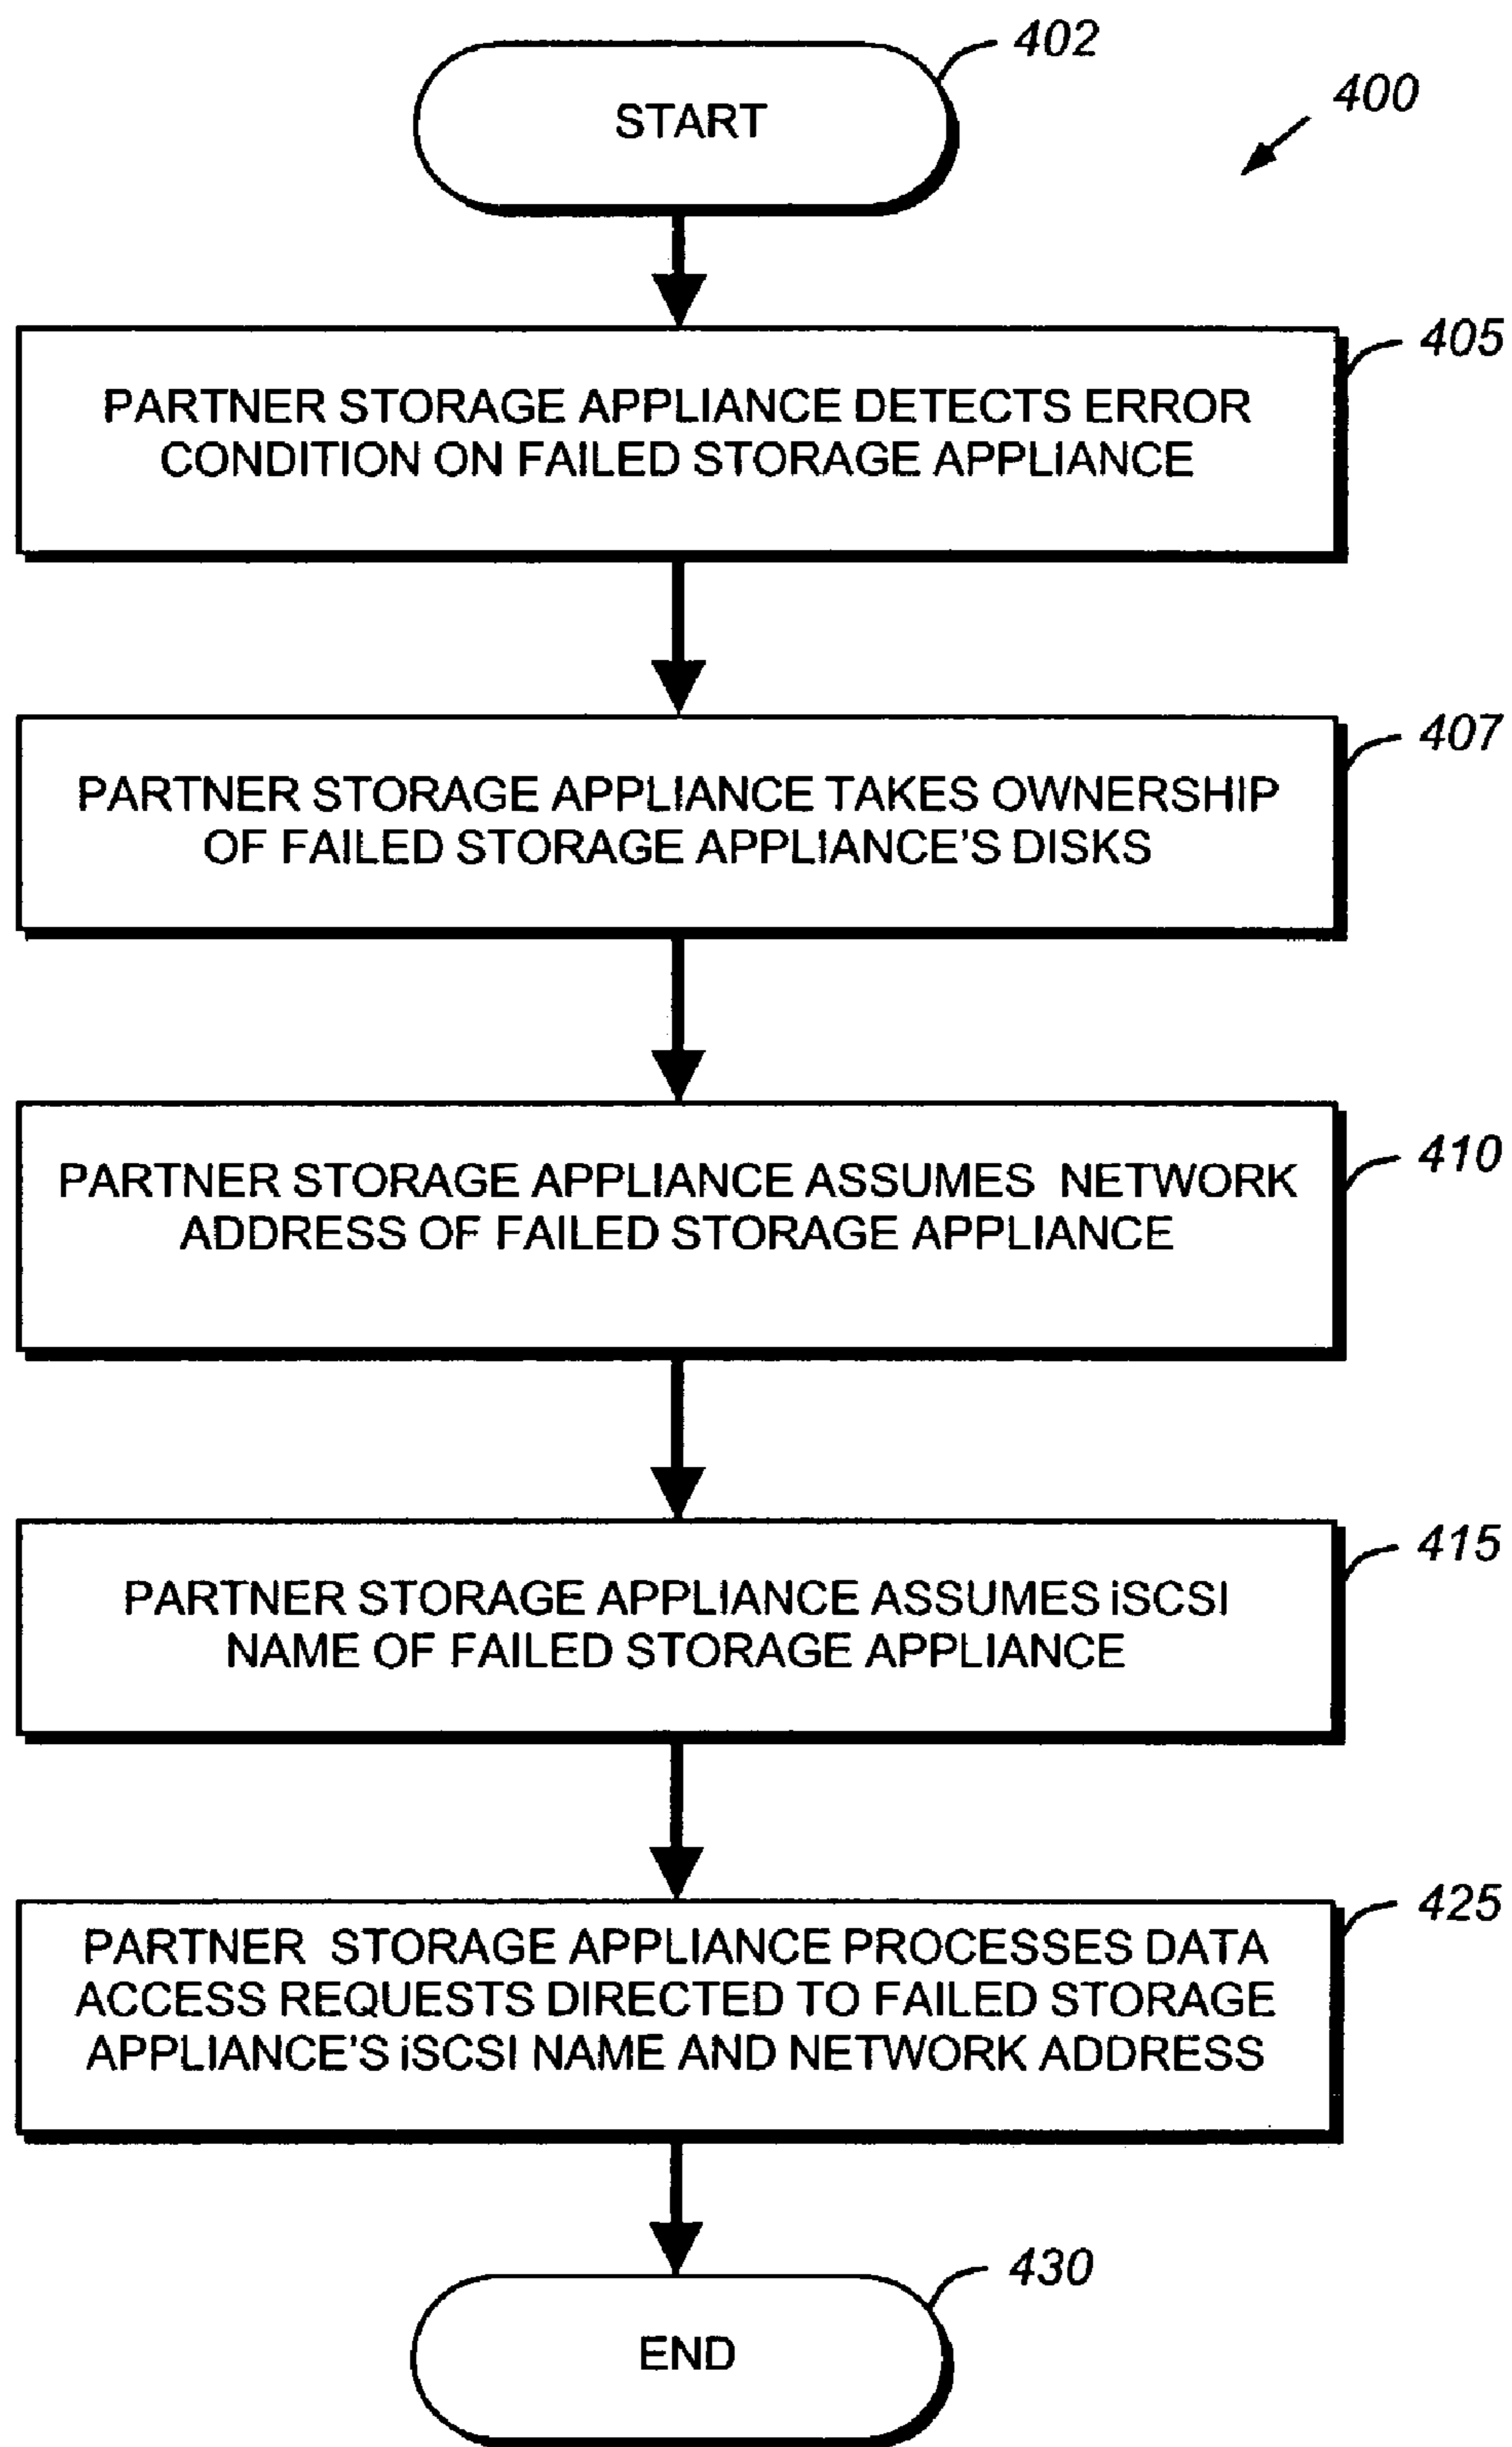 402
START
400
405
PARTNER STORAGE APPLIANCE DETECTS ERROR
CONDITION ON FAILED STORAGE APPLIANCE
407
PARTNER STORAGE APPLIANCE TAKES OWNERSHIP
OF FAILED STORAGE APPLIANCE'S DISKS
410
PARTNER STORAGE APPLIANCE ASSUMES NETWORK
ADDRESS OF FAILED STORAGE APPLIANCE
415
PARTNER STORAGE APPLIANCE ASSUMES iSCSI
NAME OF FAILED STORAGE APPLIANCE
425
PARTNER STORAGE APPLIANCE PROCESSES DATA
ACCESS REQUESTS DIRECTED TO FAILED STORAGE
APPLIANCE'S iSCSI NAME AND NETWORK ADDRESS
430
END